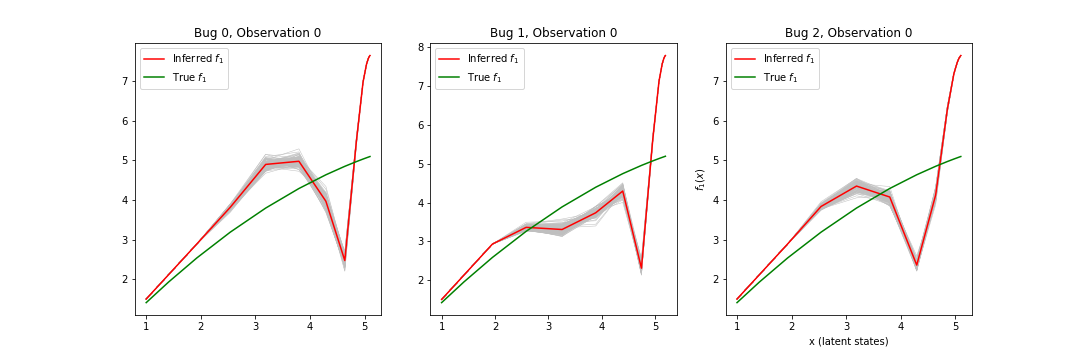 Bug 0, Observation 0
Inferred f₁
True f₁
7
6
5
4
3
2
1 2 3 4 5
Bug 1, Observation 0
Inferred f₁
True f₁
8
7
6
5
4
3
2
1 2 3 4 5
Bug 2, Observation 0
Inferred f₁
True f₁
f₁(x)
7
6
5
4
3
2
1 2 3 4 5
x (latent states)